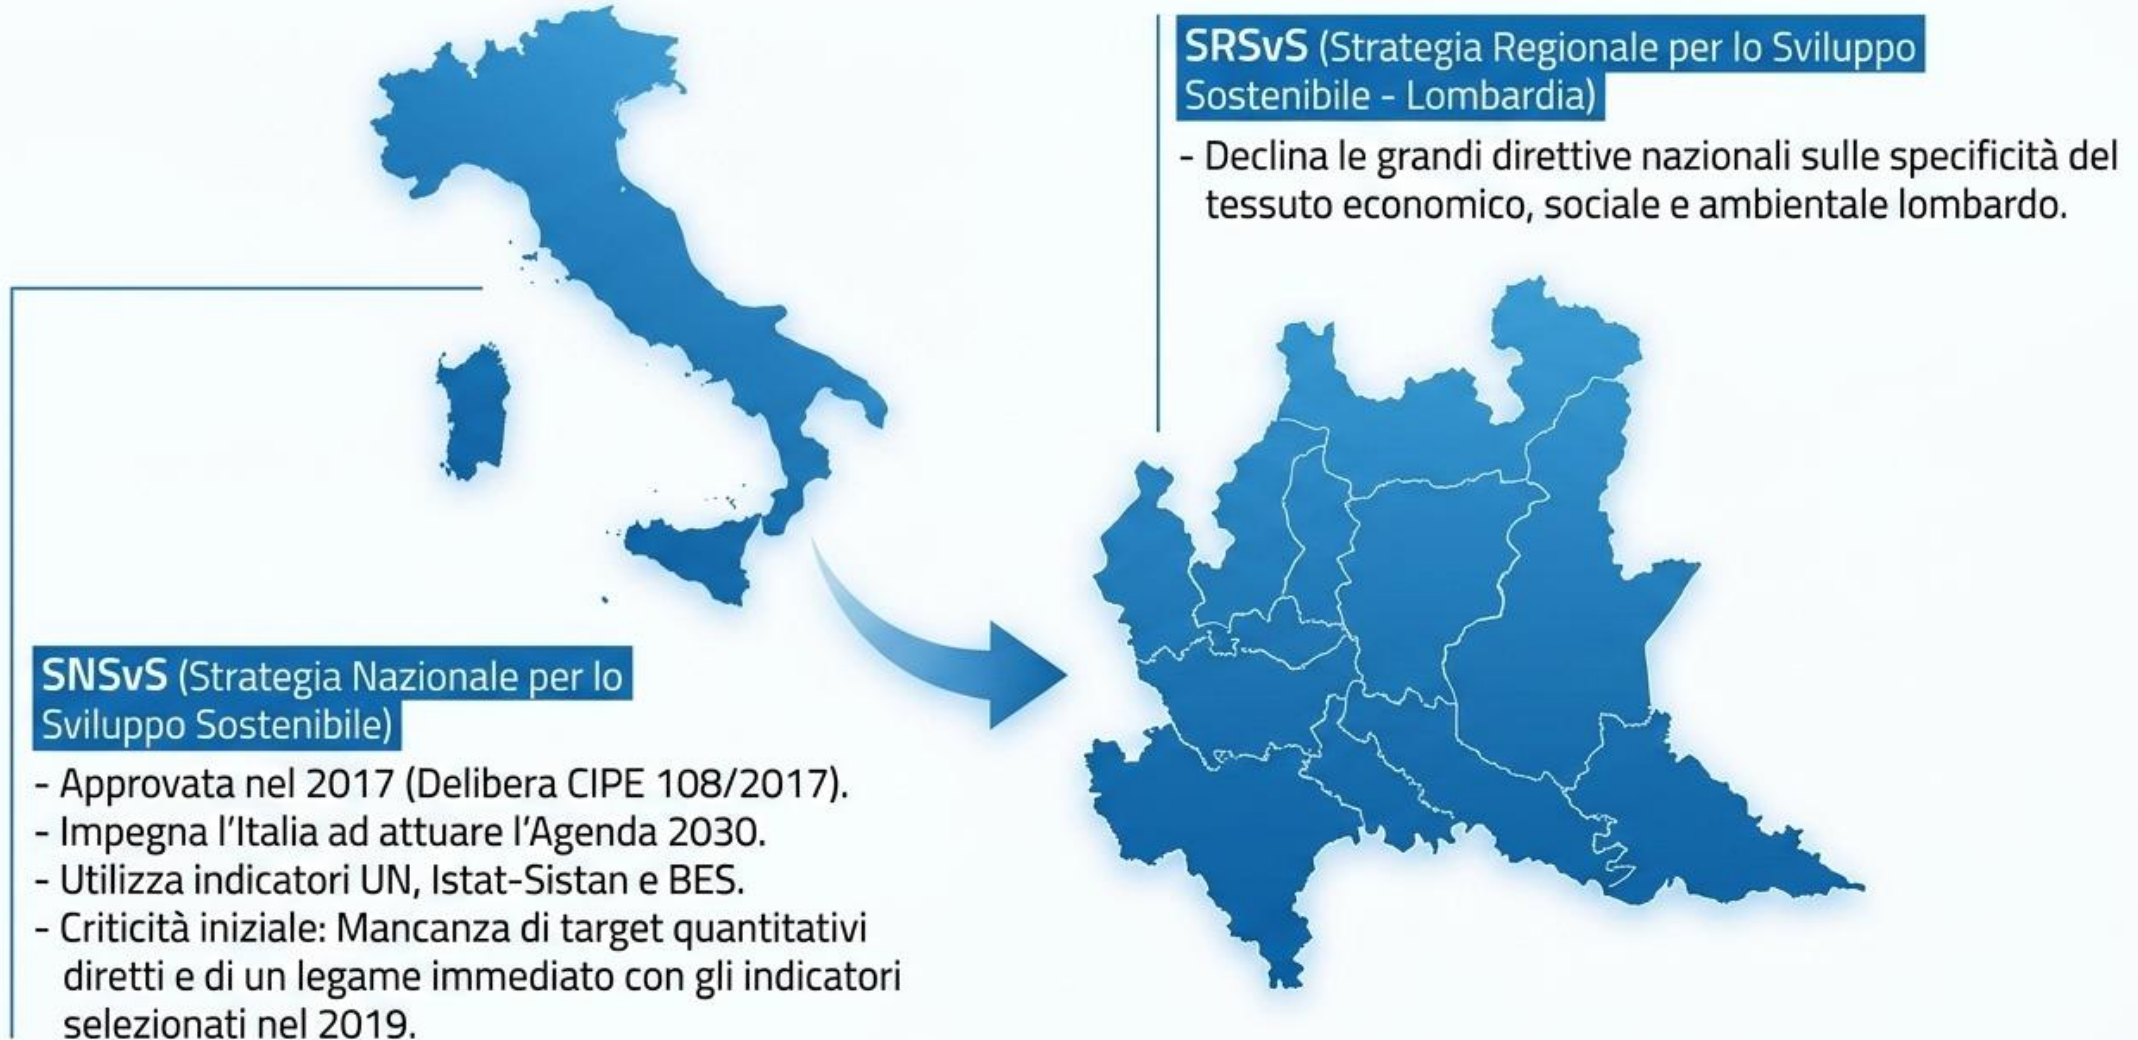 SRSvS (Strategia Regionale per lo Sviluppo
Sostenibile - Lombardia)
- Declina le grandi direttive nazionali sulle specificità del
tessuto economico, sociale e ambientale lombardo.
SNSvS (Strategia Nazionale per lo
Sviluppo Sostenibile)
- Approvata nel 2017 (Delibera CIPE 108/2017).
- Impegna l'Italia ad attuare l'Agenda 2030.
- Utilizza indicatori UN, Istat-Sistan e BES.
- Criticità iniziale: Mancanza di target quantitativi
diretti e di un legame immediato con gli indicatori
selezionati nel 2019.